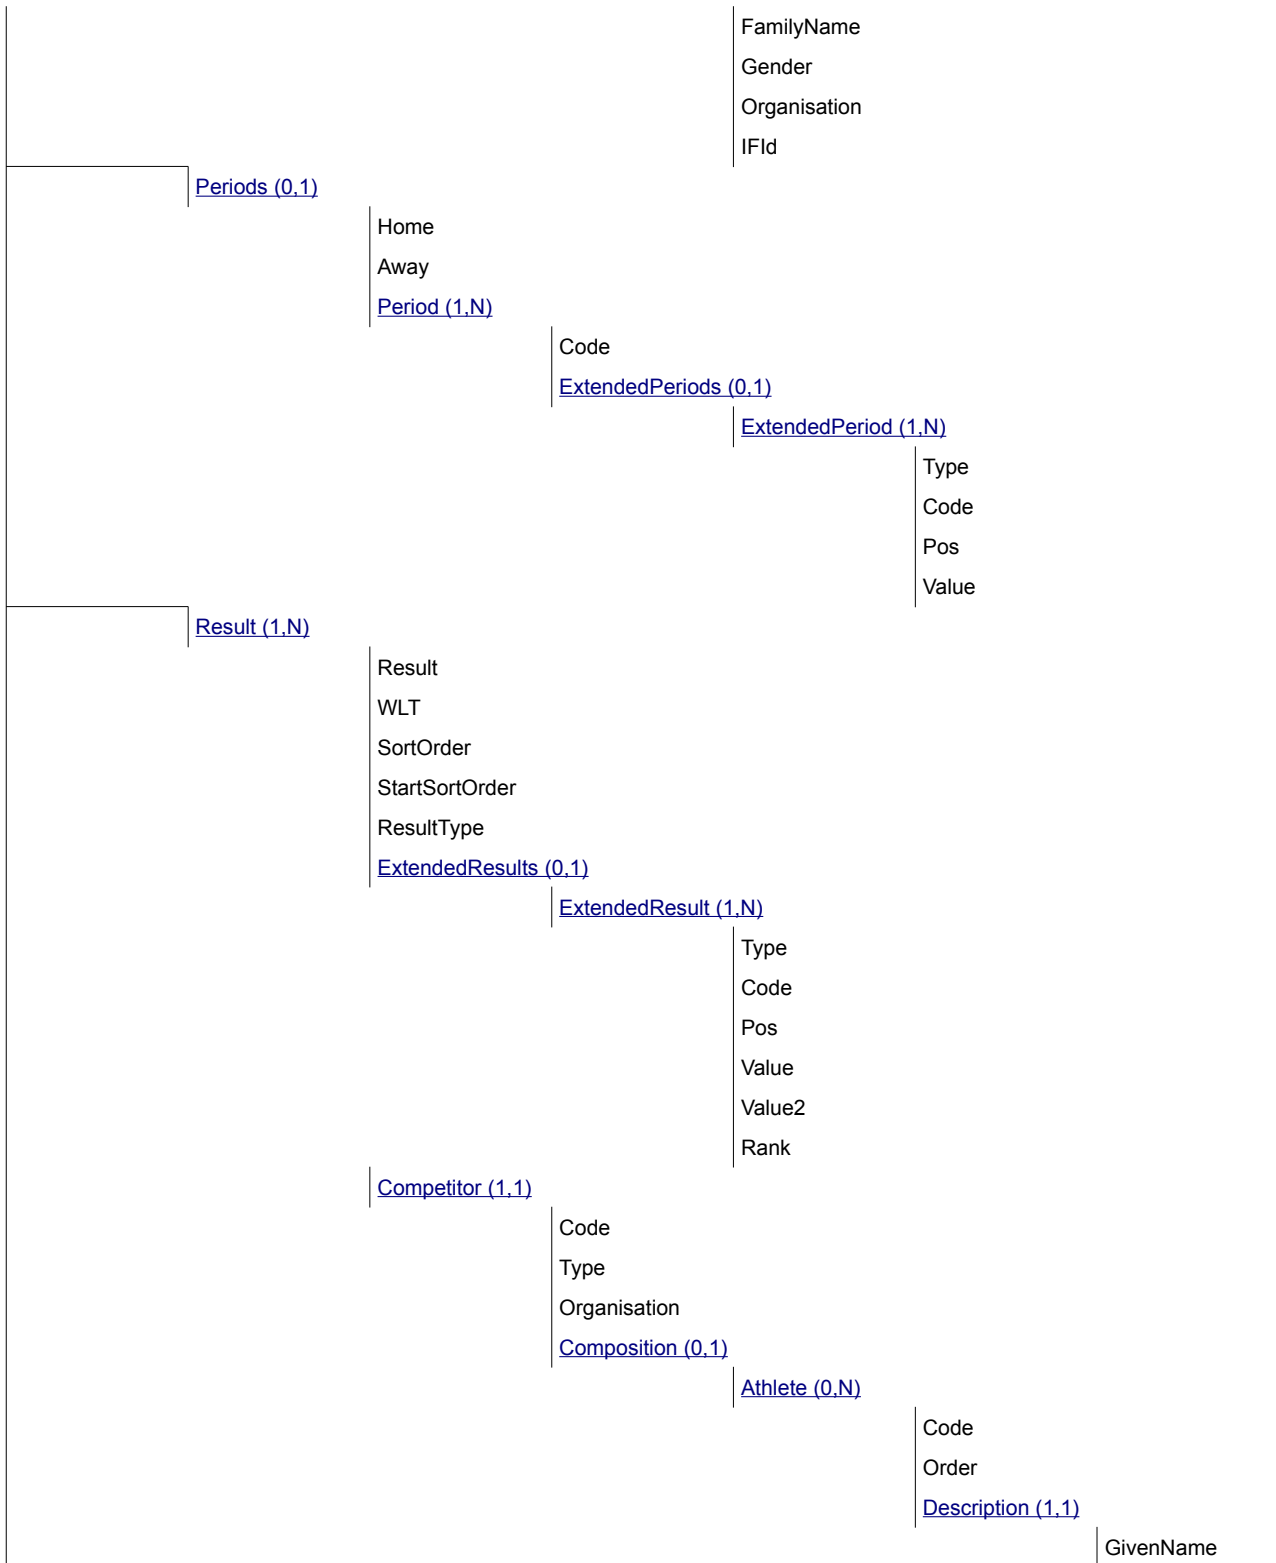 FamilyName
Gender
Organisation
IFId
Periods (0,1)
Home
Away
Period (1,N)
Code
ExtendedPeriods (0,1)
ExtendedPeriod (1,N)
Type
Code
Pos
Value
Result (1,N)
Result
WLT
SortOrder
StartSortOrder
ResultType
ExtendedResults (0,1)
ExtendedResult (1,N)
Type
Code
Pos
Value
Value2
Rank
Competitor (1,1)
Code
Type
Organisation
Composition (0,1)
Athlete (0,N)
Code
Order
Description (1,1)
GivenName